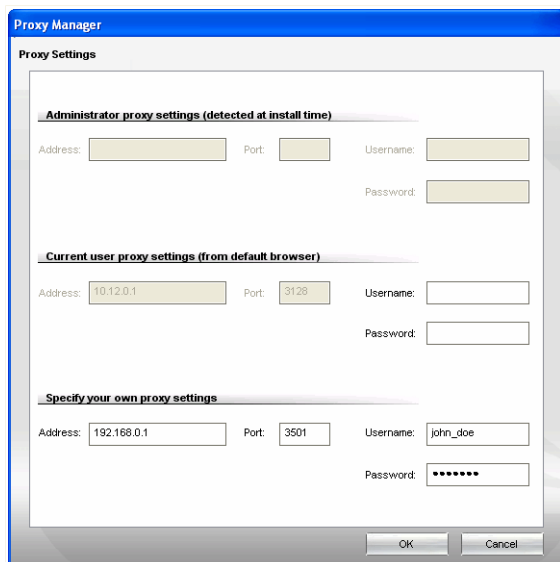 Proxy Manager
Proxy Settings
Administrator proxy settings (detected at install time)
Address: Port: Username:
Password:
Current user proxy settings (from default browser)
Address: 10.12.0.1 Port: 3128 Username:
Password:
Specify your own proxy settings
Address: 192.168.0.1 Port: 3501 Username: john_doe
Password: •••••••
OK Cancel